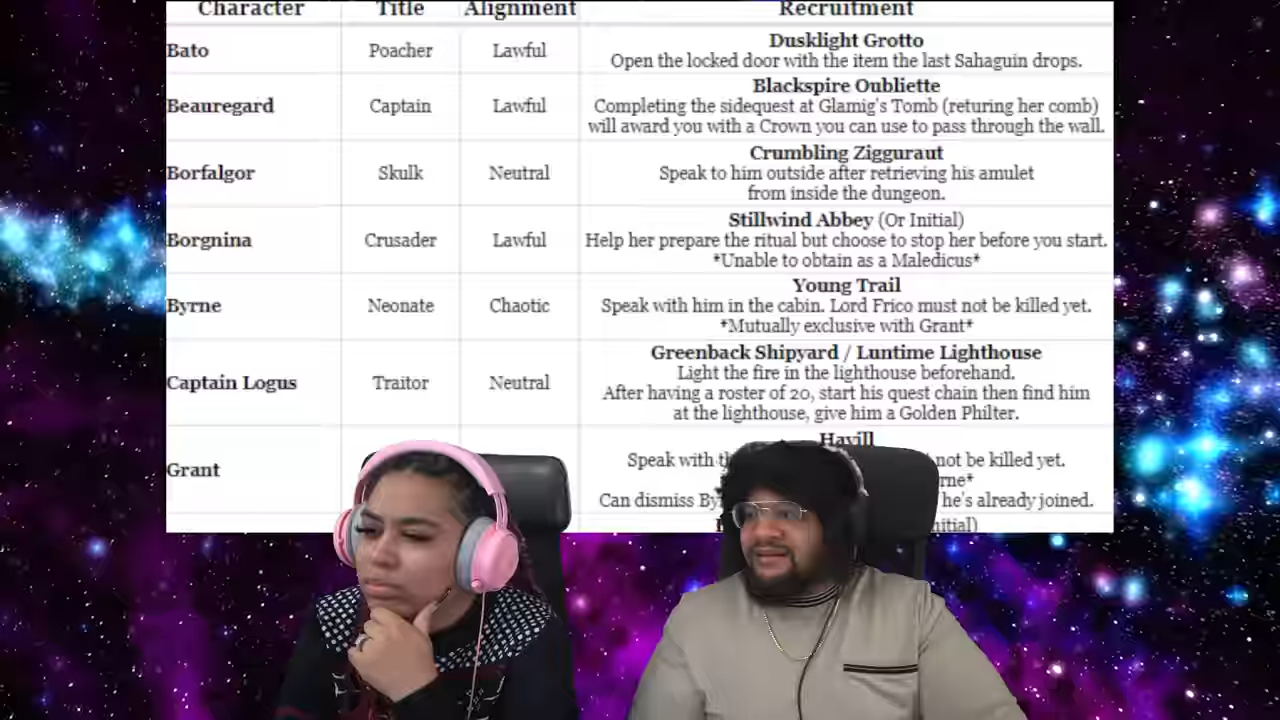 Character Title Alignment Recruitment
Bato Poacher Lawful
Dusklight Grotto
Open the locked door with the item the last Sahaguin drops.
Beauregard Captain Lawful
Blackspire Oubliette
Completing the sidequest at Glamig's Tomb (returing her comb)
will award you with a Crown you can use to pass through the wall.
Borfalgor Skulk Neutral
Crumbling Zigguraut
Speak to him outside after retrieving his amulet
from inside the dungeon.
Borgnina Crusader Lawful
Stillwind Abbey (Or Initial)
Help her prepare the ritual but choose to stop her before you start.
*Unable to obtain as a Maledicus*
Byrne Neonate Chaotic
Young Trail
Speak with him in the cabin. Lord Frico must not be killed yet.
*Mutually exclusive with Grant*
Captain Logus Traitor Neutral
Greenback Shipyard / Luntime Lighthouse
Light the fire in the lighthouse beforehand.
After having a roster of 20, start his quest chain then find him
at the lighthouse, give him a Golden Philter.
Grant
Havill
Speak with not be killed yet.
Can dismiss he's already joined.